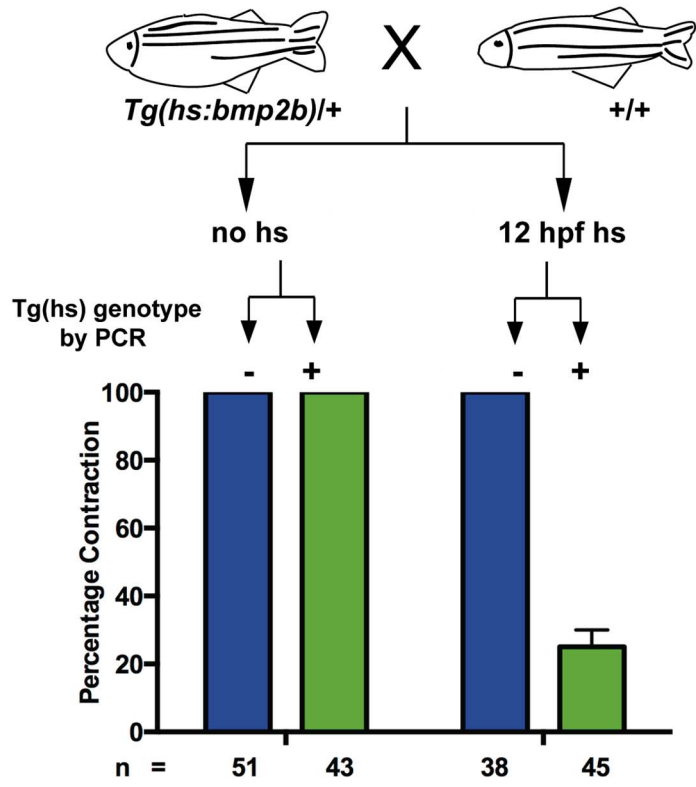 X
Tg(hs:bmp2b)/+ +/+
no hs 12 hpf hs
Tg(hs) genotype
by PCR
- + - +
Percentage Contraction
100
80
60
40
20
0
n = 51 43 38 45